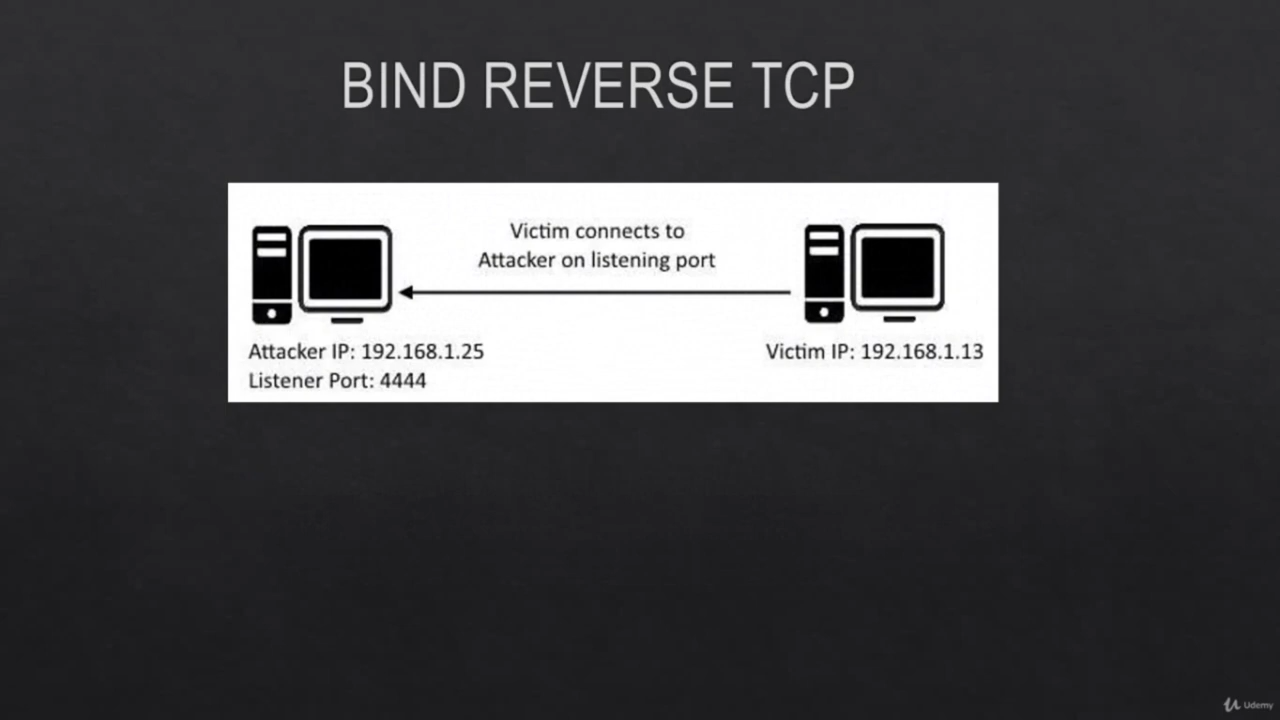 BIND REVERSE TCP
Victim connects to
Attacker on listening port
Attacker IP: 192.168.1.25
Listener Port: 4444
Victim IP: 192.168.1.13
Udemy